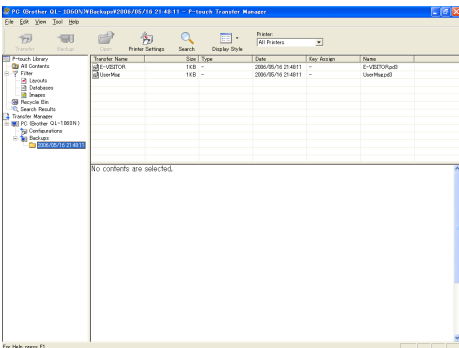 PC (Brother QL-1050N)¥Backups¥2006/05/16 21:48:11 - P-touch Transfer Manager
File Edit View Tool Help
Transfer Backup Open Printer Settings Search Display Style
Printer:
All Printers
P-touch Library
All Contents
Filter
Layouts
Databases
Images
Recycle Bin
Search Results
Transfer Manager
PC (Brother QL-1050N)
Configurations
Backups
2006/05/16 21:48:11
Transfer Name Size Type Date Key Assign Name
E-VISITOR 1KB - 2006/05/16 21:48:11 - E-VISITOR.pd3
UserMsg 1KB - 2006/05/16 21:48:11 - UserMsg.pd3
No contents are selected.
For Help, press F1